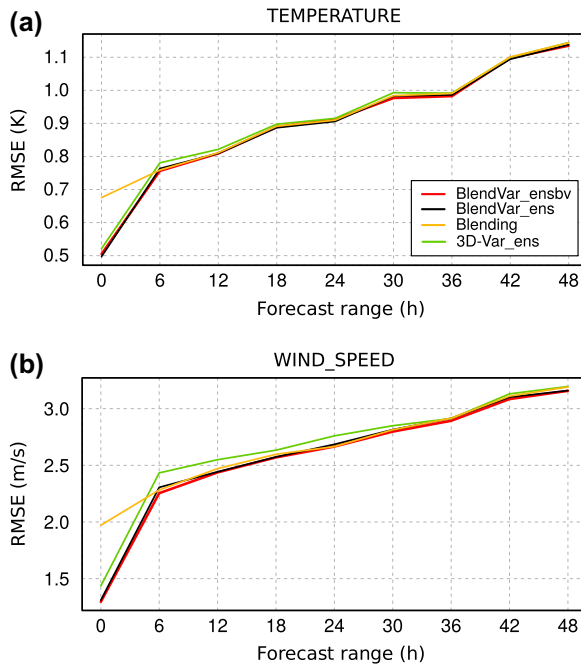 (a)
TEMPERATURE
RMSE (K)
1.1
1.0
0.9
0.8
0.7
0.6
0.5
BlendVar_ensbv
BlendVar_ens
Blending
3D-Var_ens
0 6 12 18 24 30 36 42 48
Forecast range (h)
(b)
WIND_SPEED
RMSE (m/s)
3.0
2.5
2.0
1.5
0 6 12 18 24 30 36 42 48
Forecast range (h)